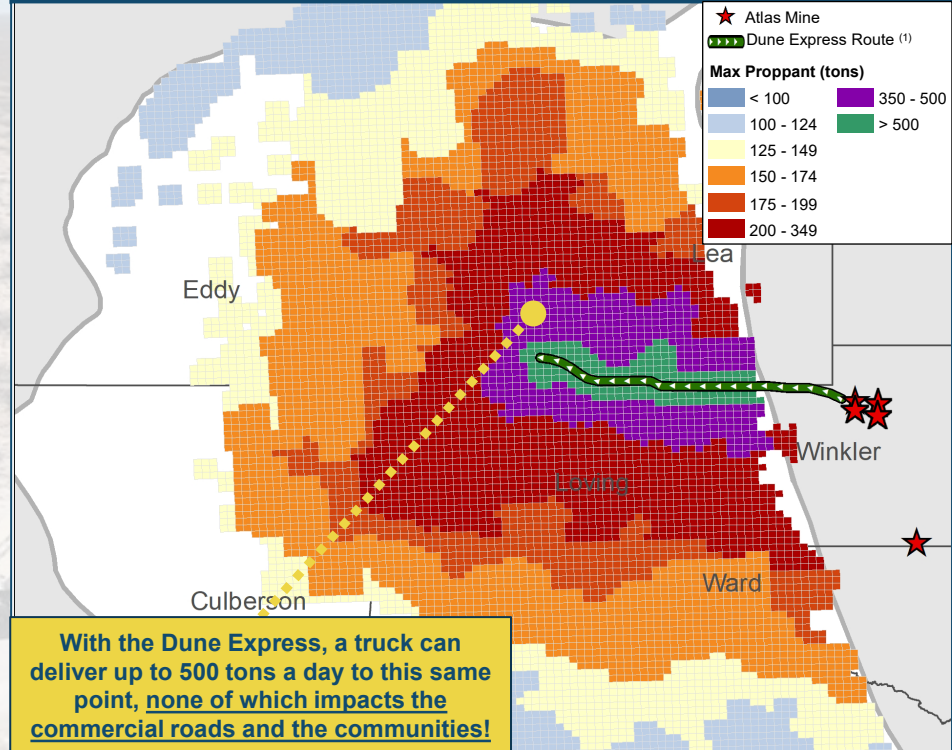 Atlas Mine
Dune Express Route (1)
Max Proppant (tons)
< 100
350 - 500
100 - 124
> 500
125 - 149
150 - 174
175 - 199
200 - 349
Lea
Eddy
Winkler
Loving
Ward
Culberson
With the Dune Express, a truck can
deliver up to 500 tons a day to this same
point, none of which impacts the
commercial roads and the communities!